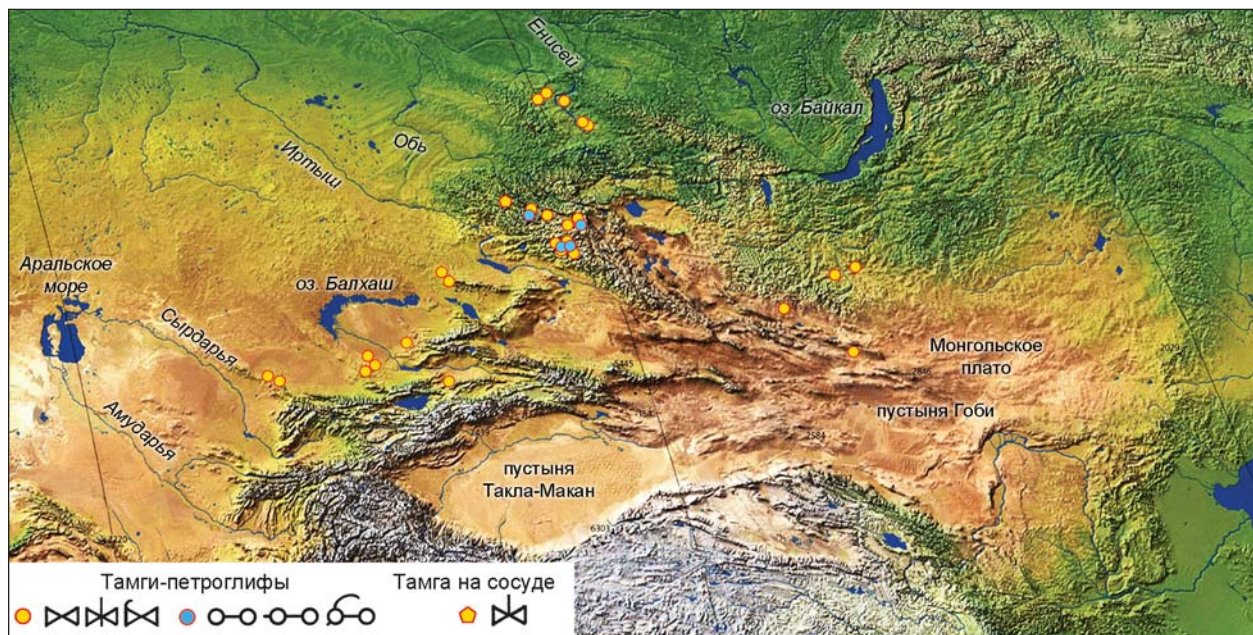 Енисей
оз. Байкал
Обь
Иртыш
Аральское
море
оз. Балхаш
Сырдарья
Амударья
Монгольское
плато
пустыня Гоби
пустыня
Такла-Макан
6303
Тамги-петроглифы
Тамга на сосуде